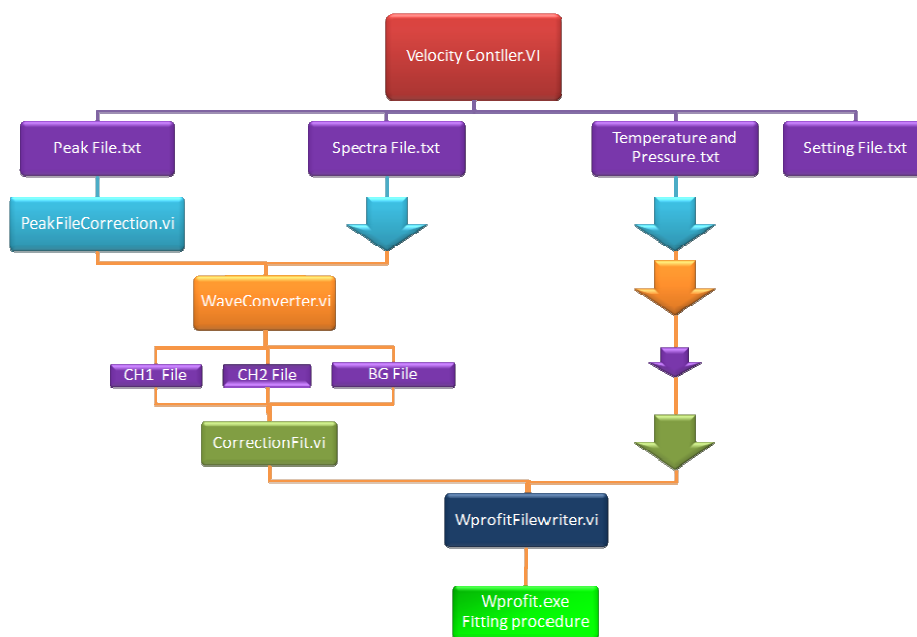 Velocity Contller.VI
Peak File.txt
Spectra File.txt
Temperature and
Pressure.txt
Setting File.txt
PeakFileCorrection.vi
WaveConverter.vi
CH1 File
CH2 File
BG File
CorrectionFit.vi
WprofitFilewriter.vi
Wprofit.exe
Fitting procedure